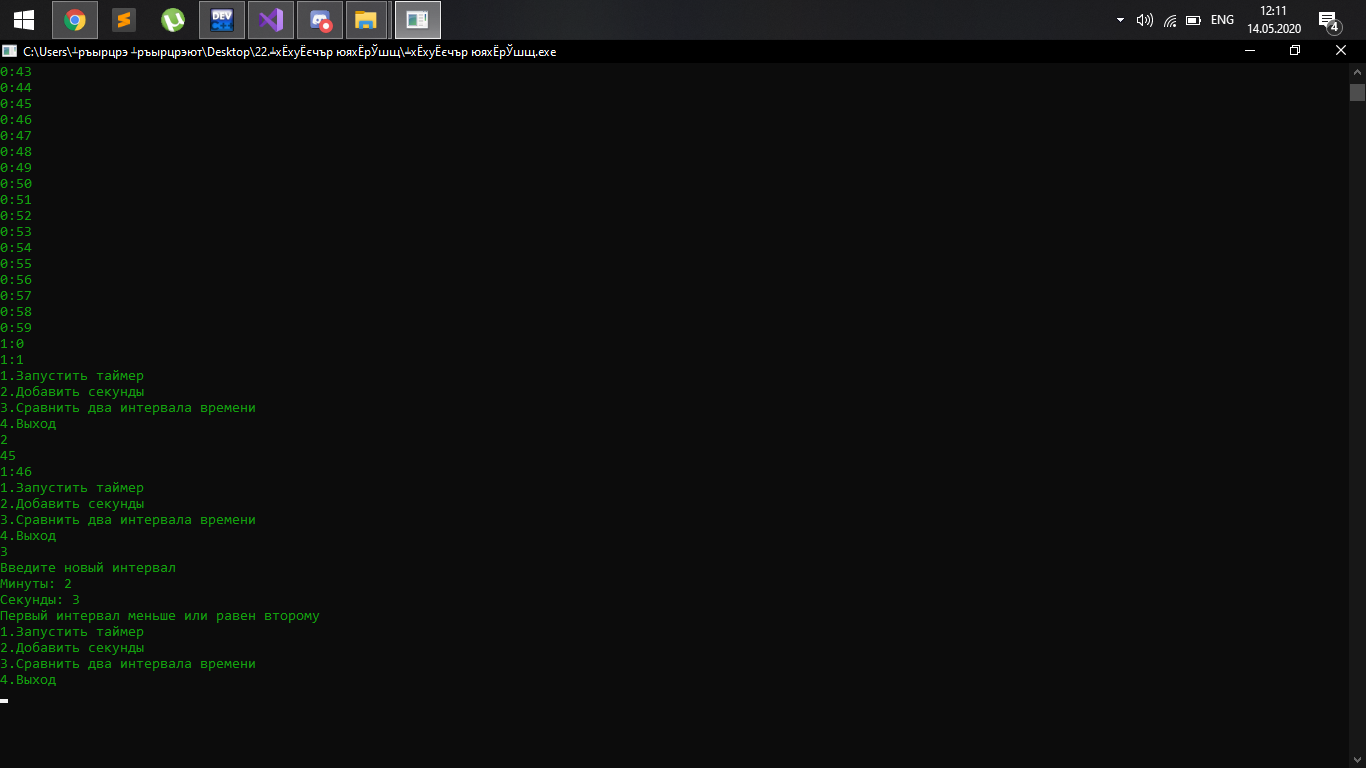 DEV
ENG
12:11
14.05.2020
4
C:\Users\┴ръырцрэ ┴ръырцрэют\Desktop\22.╧хЁхуЁєчър юяхЁрЎшщ\╧хЁхуЁєчър юяхЁрЎшщ.exe
0:43
0:44
0:45
0:46
0:47
0:48
0:49
0:50
0:51
0:52
0:53
0:54
0:55
0:56
0:57
0:58
0:59
1:0
1:1
1.Запустить таймер
2.Добавить секунды
3.Сравнить два интервала времени
4.Выход
2
45
1:46
1.Запустить таймер
2.Добавить секунды
3.Сравнить два интервала времени
4.Выход
3
Введите новый интервал
Минуты: 2
Секунды: 3
Первый интервал меньше или равен второму
1.Запустить таймер
2.Добавить секунды
3.Сравнить два интервала времени
4.Выход